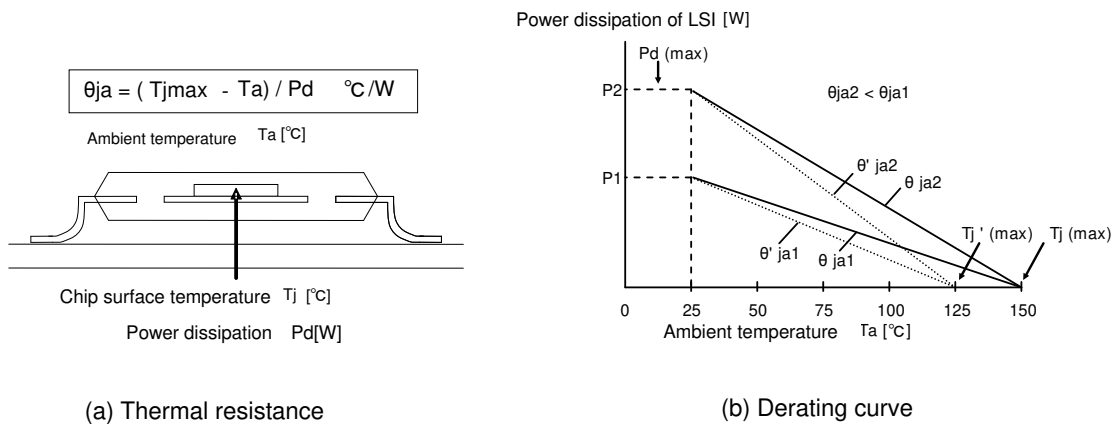 θja = ( Tjmax - Ta) / Pd °C/W
Ambient temperature Ta [°C]
Chip surface temperature Tj [°C]
Power dissipation Pd[W]
(a) Thermal resistance
Power dissipation of LSI [W]
Pd (max)
P2
θja2 < θja1
θ' ja2
θ ja2
P1
Tj ' (max)
Tj (max)
θ' ja1
θ ja1
0 25 50 75 100 125 150
Ambient temperature Ta [°C]
(b) Derating curve